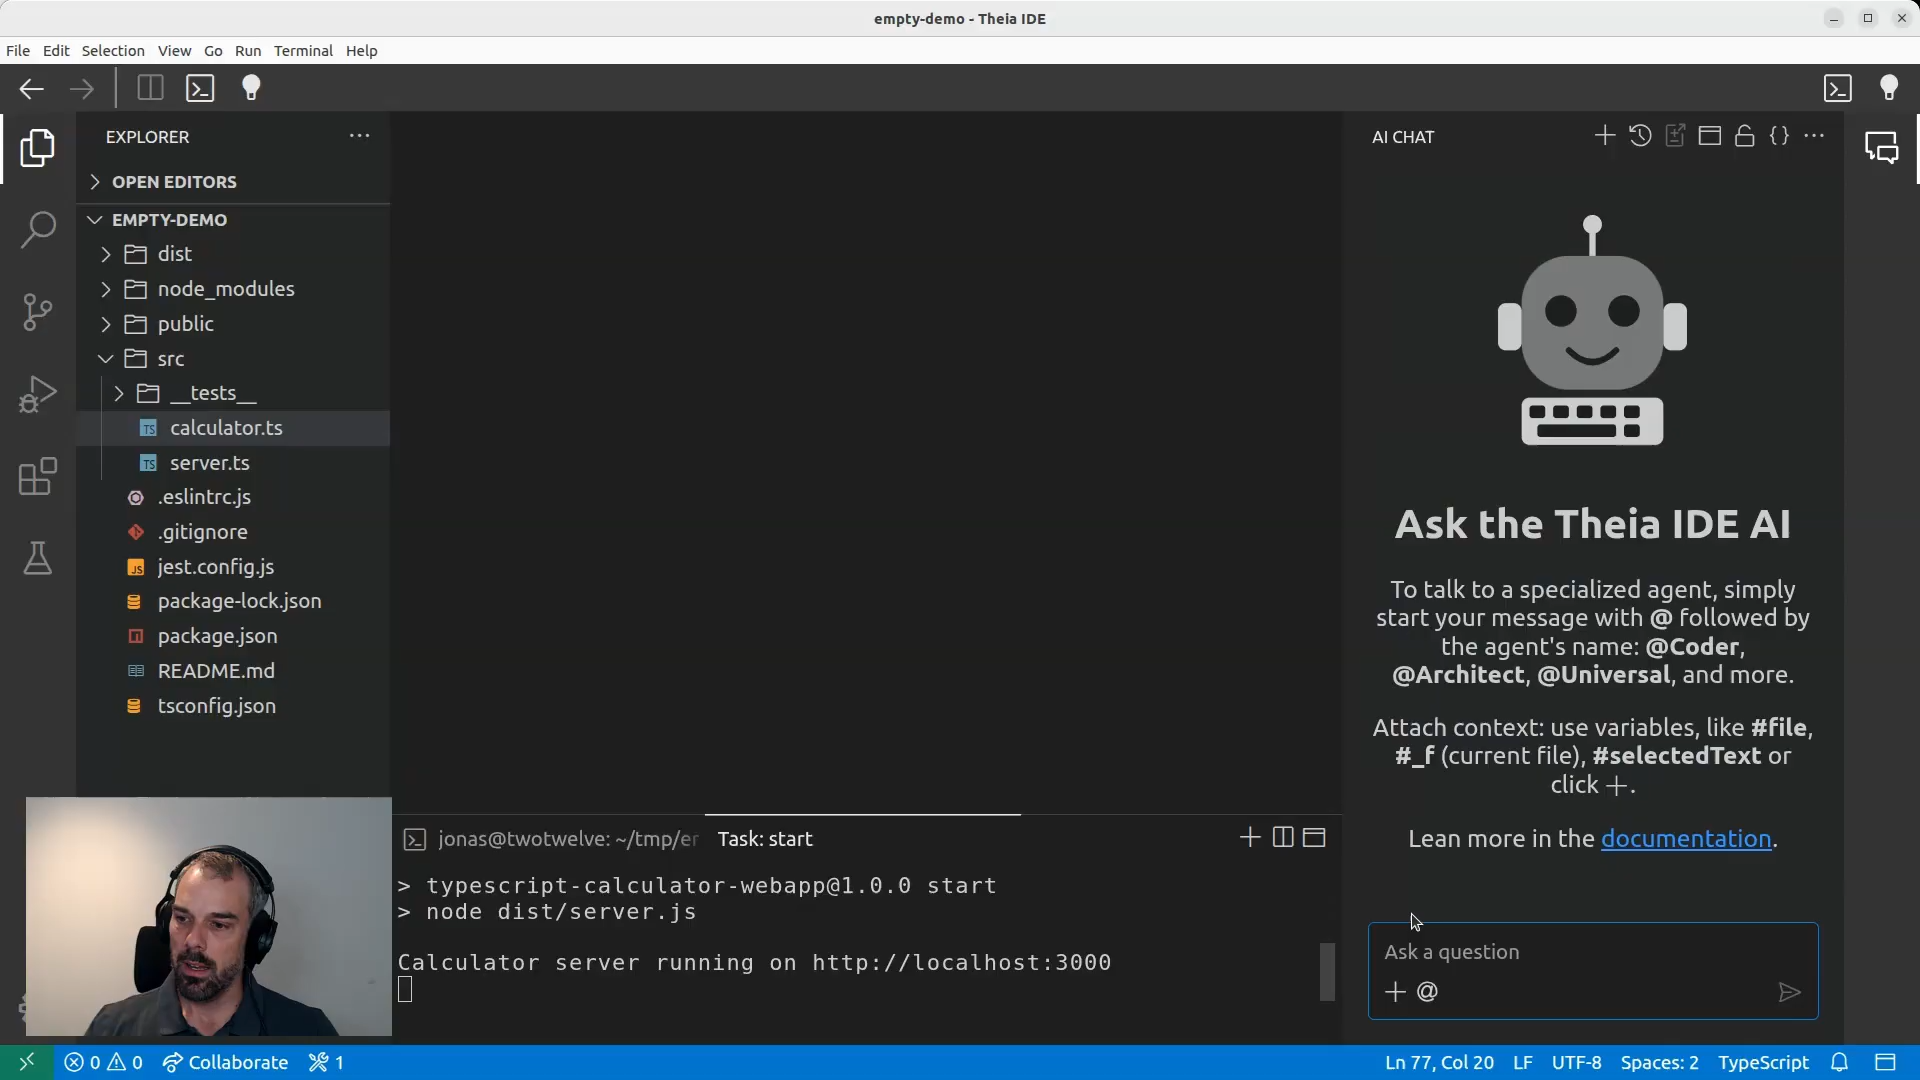 empty-demo - Theia IDE
File Edit Selection View Go Run Terminal Help
EXPLORER
OPEN EDITORS
EMPTY-DEMO
dist
node_modules
public
src
__tests__
TS calculator.ts
TS server.ts
.eslintrc.js
.gitignore
JS jest.config.js
package-lock.json
package.json
README.md
tsconfig.json
jonas@twotwelve: ~/tmp/er Task: start
> typescript-calculator-webapp@1.0.0 start
> node dist/server.js
Calculator server running on http://localhost:3000
AI CHAT
Ask the Theia IDE AI
To talk to a specialized agent, simply
start your message with @ followed by
the agent's name: @Coder,
@Architect, @Universal, and more.
Attach context: use variables, like #file,
#_f (current file), #selectedText or
click +.
Lean more in the documentation.
Ask a question
+ @
0 0 Collaborate 1 Ln 77, Col 20 LF UTF-8 Spaces: 2 TypeScript